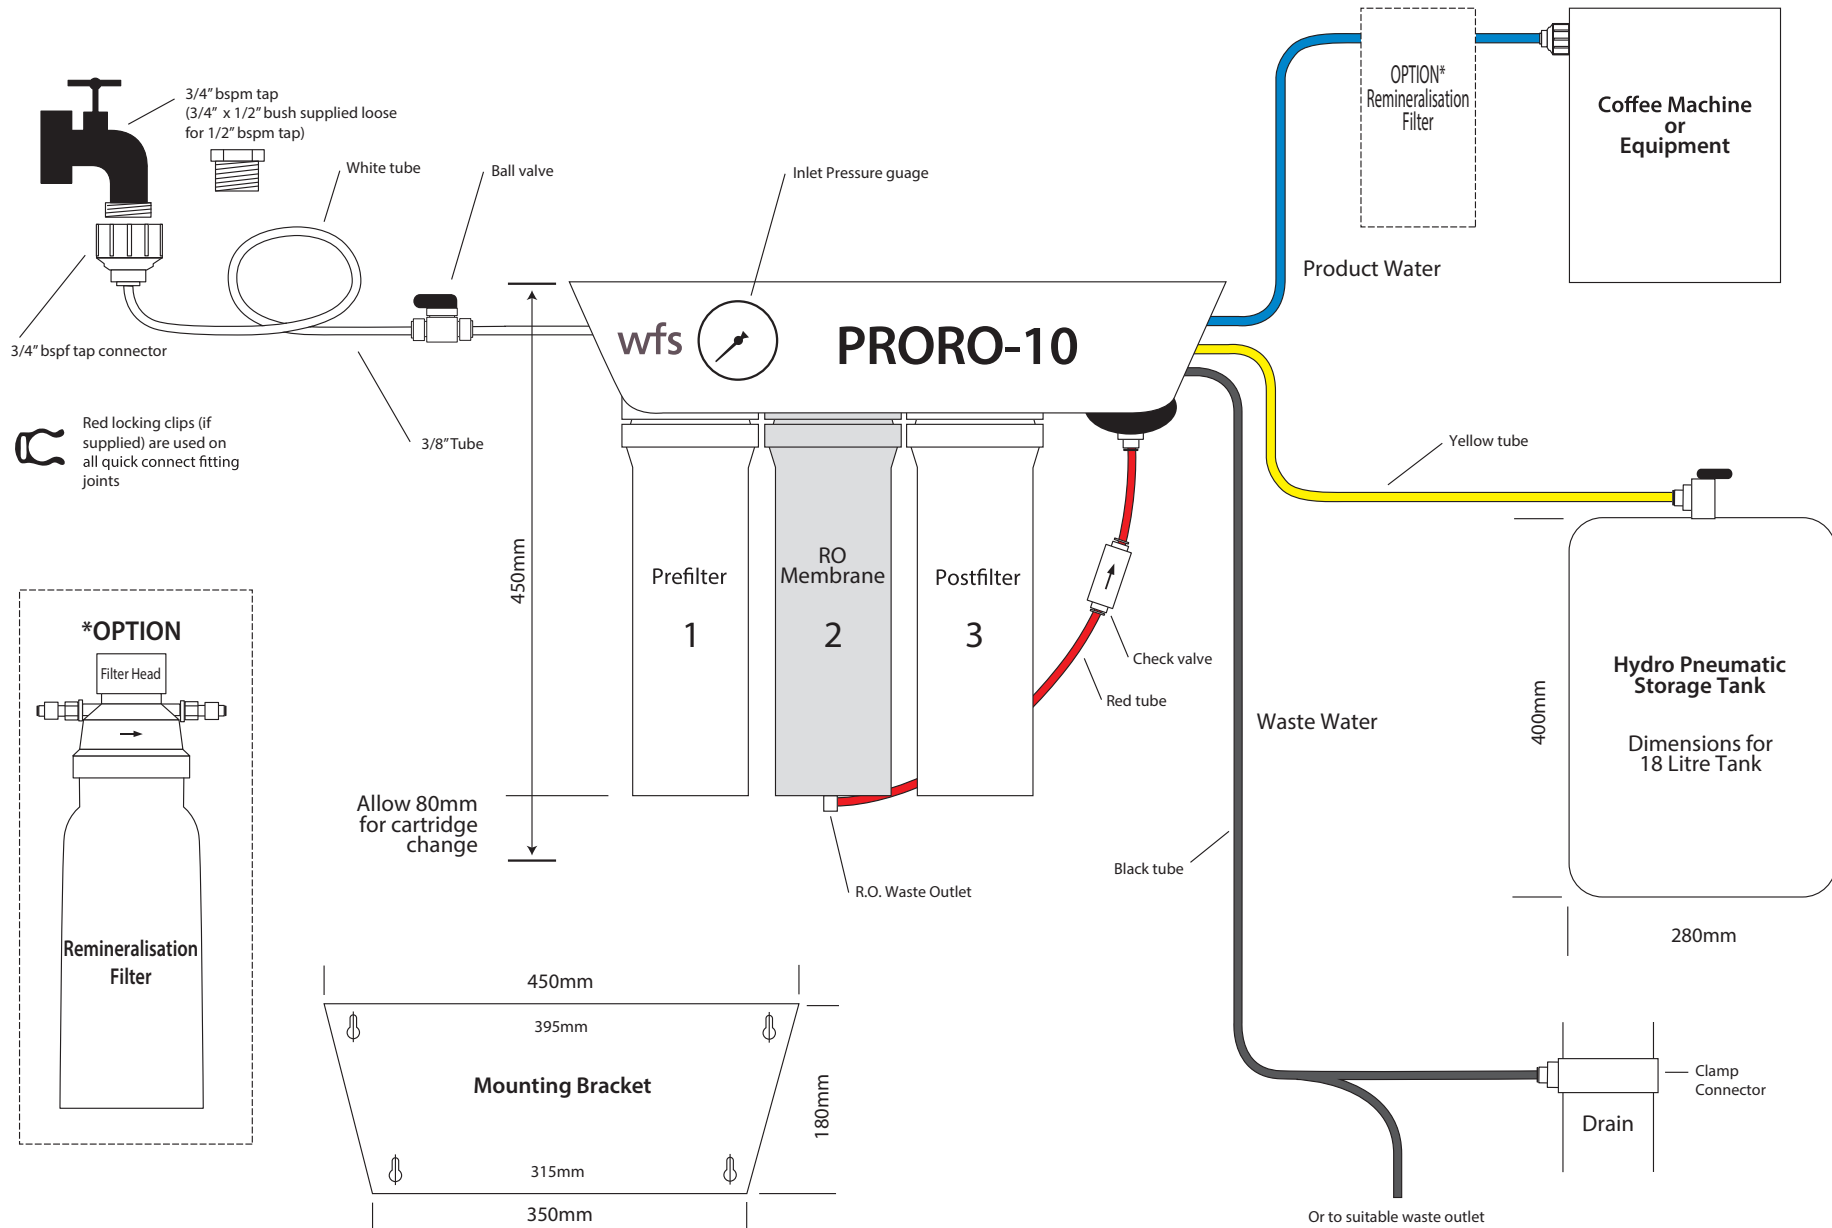 3/4" bspm tap
(3/4" x 1/2" bush supplied loose
for 1/2" bspm tap)
White tube
Ball valve
Inlet Pressure guage
OPTION*
Remineralisation
Filter
Coffee Machine
or
Equipment
Product Water
3/4" bspf tap connector
wfs
PRORO-10
Red locking clips (if
supplied) are used on
all quick connect fitting
joints
3/8" Tube
Yellow tube
450mm
Prefilter
1
RO
Membrane
2
Postfilter
3
Check valve
Red tube
Waste Water
400mm
Hydro Pneumatic
Storage Tank
Dimensions for
18 Litre Tank
280mm
*OPTION
Filter Head
Remineralisation
Filter
Allow 80mm
for cartridge
change
R.O. Waste Outlet
Black tube
450mm
395mm
Mounting Bracket
180mm
315mm
350mm
Clamp
Connector
Drain
Or to suitable waste outlet